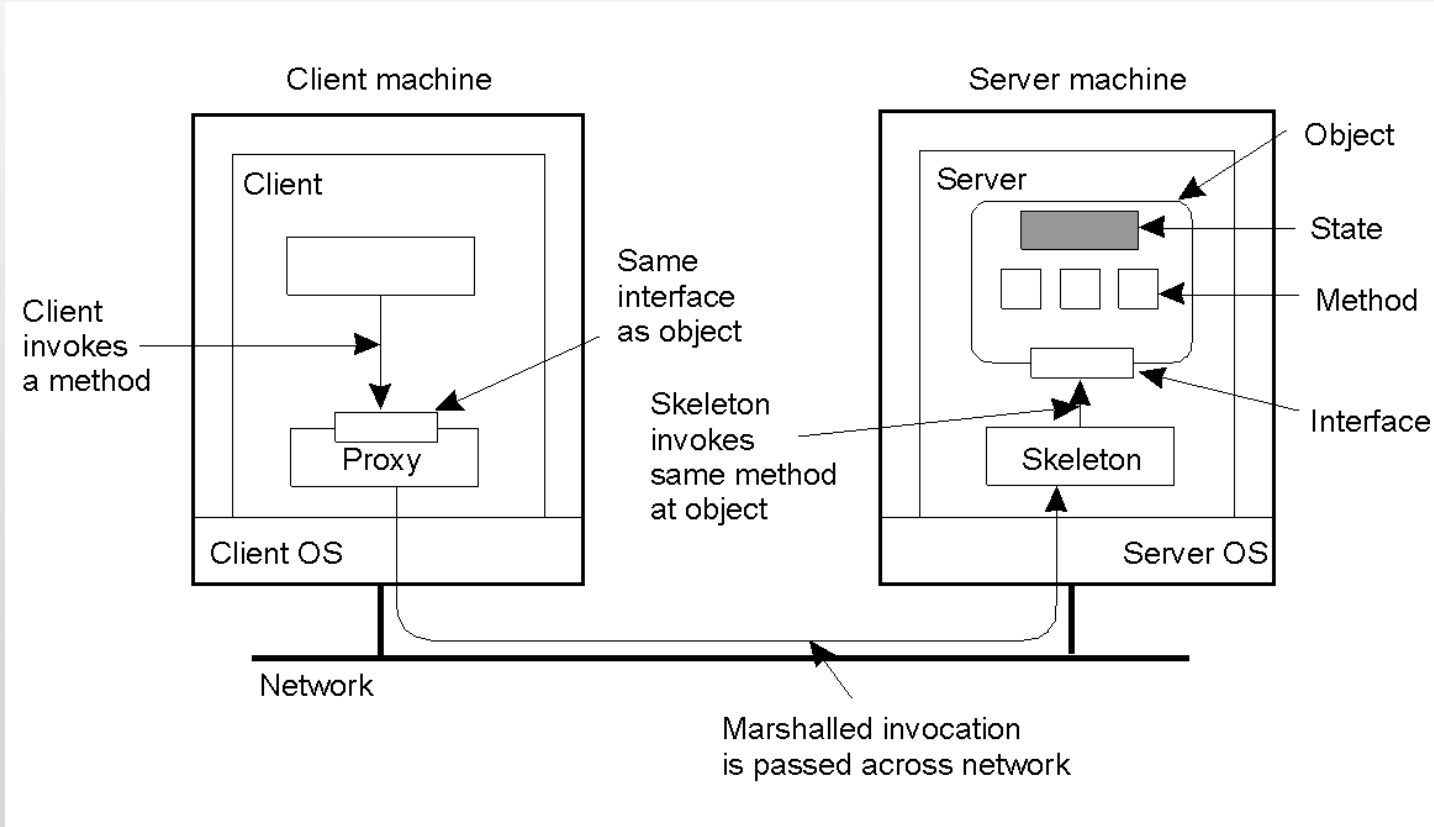 Client machine
Server machine
Object
Client
Server
State
Same
interface
as object
Method
Client
invokes
a method
Skeleton
invokes
same method
at object
Interface
Proxy
Skeleton
Client OS
Server OS
Network
Marshalled invocation
is passed across network